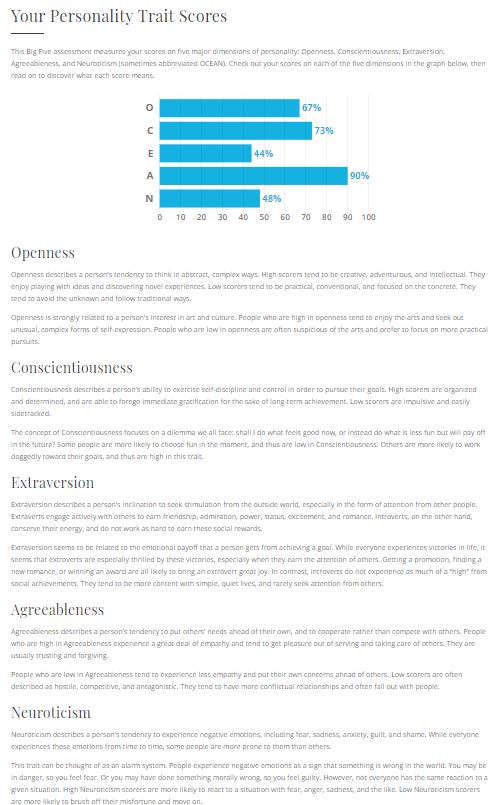 Your Personality Trait Scores
This Big Five assessment measures your scores on five major dimensions of personality: Openness, Conscientiousness, Extraversion,
Agreeableness, and Neuroticism (sometimes abbreviated OCEAN). Check out your scores on each of the five dimensions in the graph below, then
read on to discover what each score means.
O 67%
C 73%
E 44%
A 90%
N 48%
0 10 20 30 40 50 60 70 80 90 100
Openness
Openness describes a person's tendency to think in abstract, complex ways. High scorers tend to be creative, adventurous, and intellectual. They
enjoy playing with ideas and discovering novel experiences. Low scorers tend to be practical, conventional, and focused on the concrete. They
tend to avoid the unknown and follow traditional ways.
Openness is strongly related to a person's interest in art and culture. People who are high in openness tend to enjoy the arts and seek out
unusual, complex forms of self-expression. People who are low in openness are often suspicious of the arts and prefer to focus on more practical
pursuits.
Conscientiousness
Conscientiousness describes a person's ability to exercise self-discipline and control in order to pursue their goals. High scorers are organized
and determined, and are able to forego immediate gratification for the sake of long-term achievement. Low scorers are impulsive and easily
sidetracked.
The concept of Conscientiousness focuses on a dilemma we all face: shall I do what feels good now, or instead do what is less fun but will pay off
in the future? Some people are more likely to choose fun in the moment, and thus are low in Conscientiousness. Others are more likely to work
doggedly toward their goals, and thus are high in this trait.
Extraversion
Extraversion describes a person's inclination to seek stimulation from the outside world, especially in the form of attention from other people.
Extraverts engage actively with others to earn friendship, admiration, power, status, excitement, and romance. Introverts, on the other hand,
conserve their energy, and do not work as hard to earn these social rewards.
Extraversion seems to be related to the emotional payoff that a person gets from achieving a goal. While everyone experiences victories in life, it
seems that extroverts are especially thrilled by these victories, especially when they earn the attention of others. Getting a promotion, finding a
new romance, or winning an award are all likely to bring an extrovert great joy. In contrast, introverts do not experience as much of a "high" from
social achievements. They tend to be more content with simple, quiet lives, and rarely seek attention from others.
Agreeableness
Agreeableness describes a person's tendency to put others' needs ahead of their own, and to cooperate rather than compete with others. People
who are high in Agreeableness experience a great deal of empathy and tend to get pleasure out of serving and taking care of others. They are
usually trusting and forgiving.
People who are low in Agreeableness tend to experience less empathy and put their own concerns ahead of others. Low scorers are often
described as hostile, competitive, and antagonistic. They tend to have more conflictual relationships and often fall out with people.
Neuroticism
Neuroticism describes a person's tendency to experience negative emotions, including fear, sadness, anxiety, guilt, and shame. While everyone
experiences these emotions from time to time, some people are more prone to them than others.
This trait can be thought of as an alarm system. People experience negative emotions as a sign that something is wrong in the world. You may be
in danger, so you feel fear. Or you may have done something morally wrong, so you feel guilty. However, not everyone has the same reaction to a
given situation. High Neuroticism scorers are more likely to react to a situation with fear, anger, sadness, and the like. Low Neuroticism scorers
are more likely to brush off their misfortune and move on.